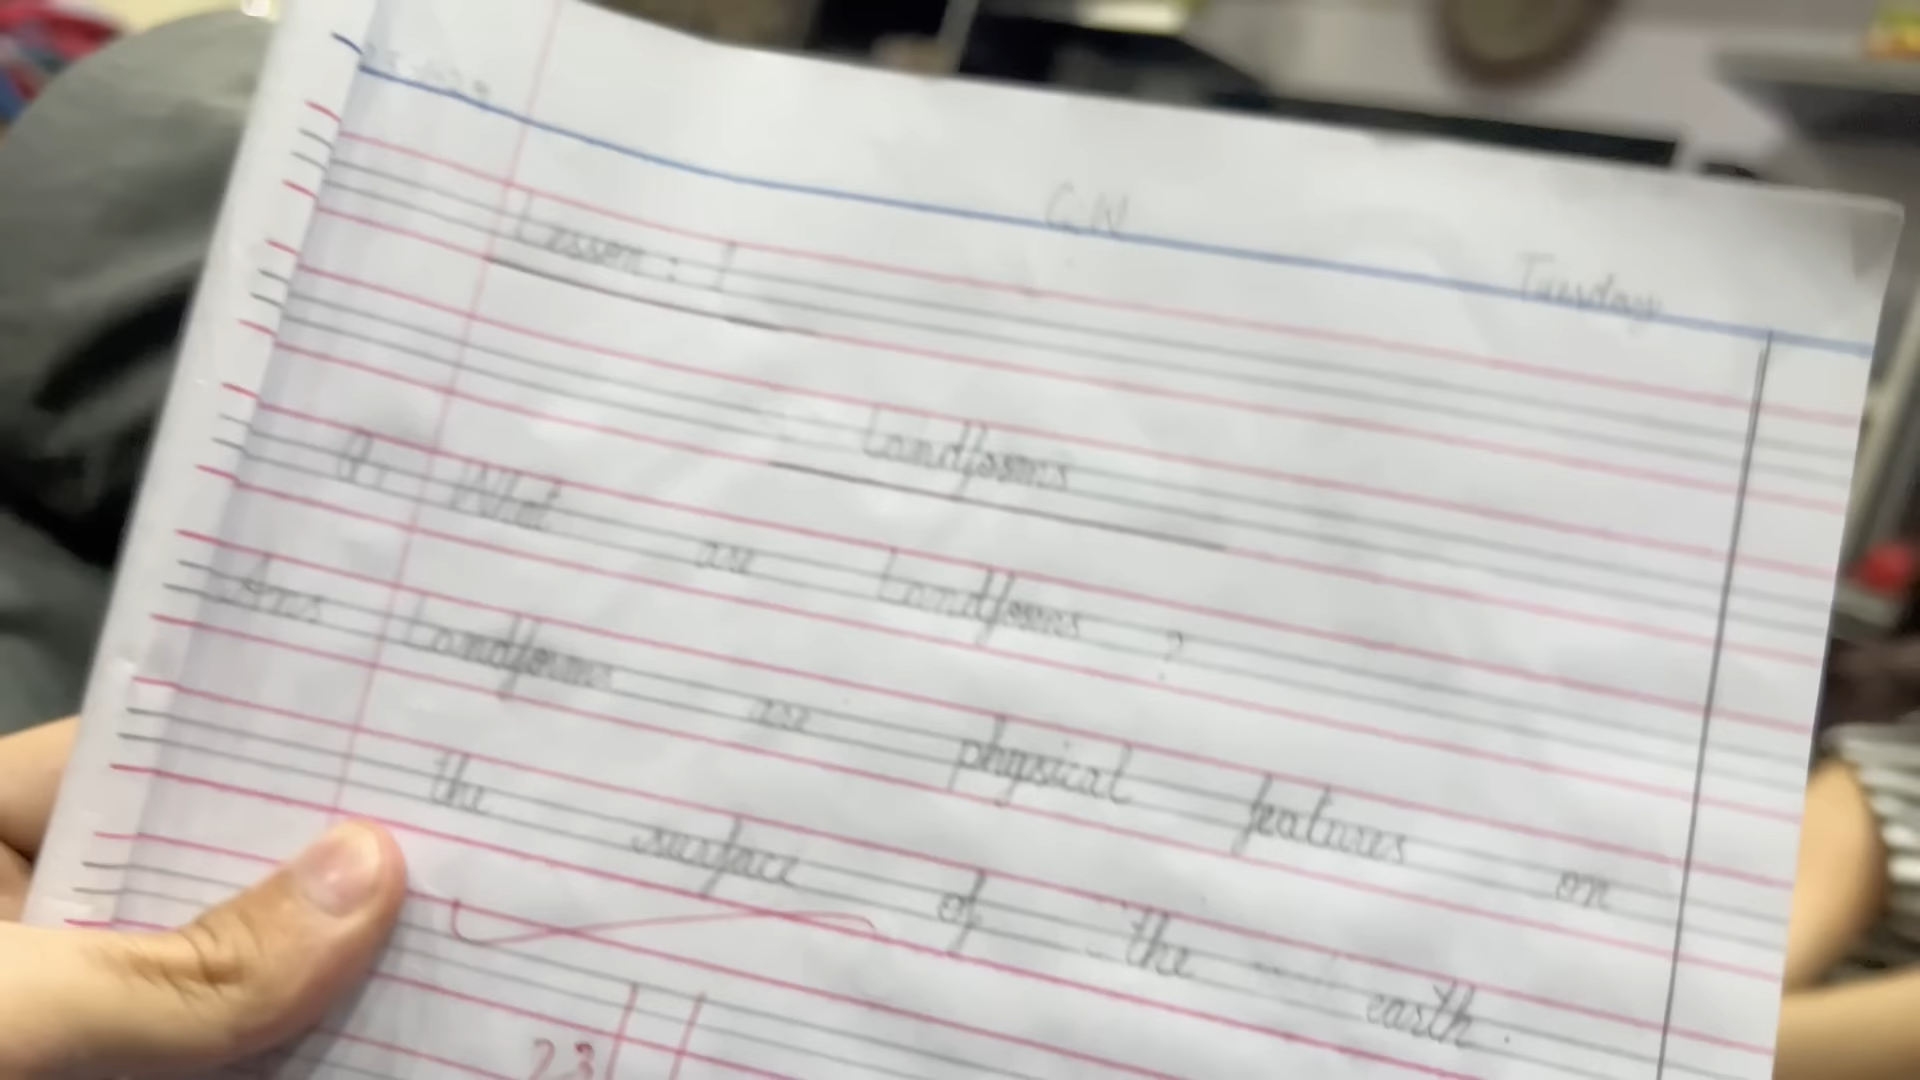 C.W
Tuesday
Lesson : 1
Landforms
Q1. What are Landforms ?
Ans Landforms are physical features on
the surface of the earth.
23